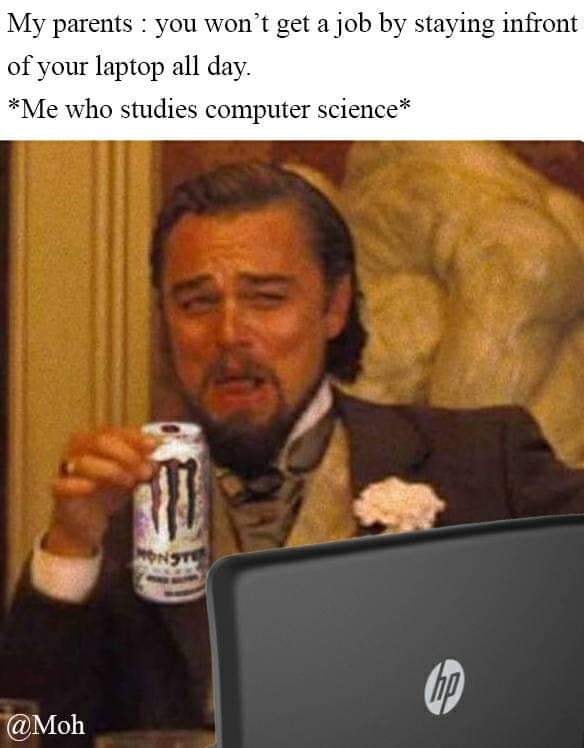 My parents : you won’t get a job by staying infront
of your laptop all day.
*Me who studies computer science*
MONSTER
hp
@Moh